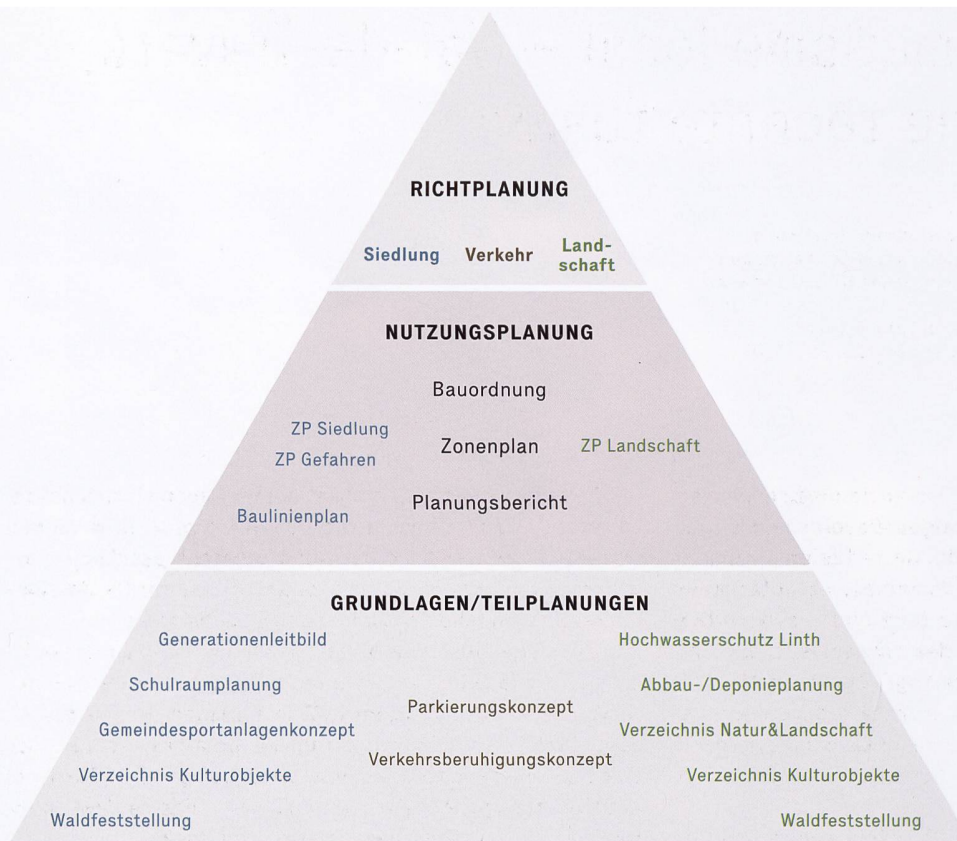 RICHTPLANUNG
Siedlung
Verkehr
Land-
schaft
NUTZUNGSPLANUNG
Bauordnung
ZP Siedlung
ZP Gefahren
Zonenplan
ZP Landschaft
Planungsbericht
Baulinienplan
GRUNDLAGEN/TEILPLANUNGEN
Generationenleitbild
Schulraumplanung
Gemeindesportanlagenkonzept
Verzeichnis Kulturobjekte
Waldfeststellung
Parkierungskonzept
Verkehrsberuhigungskonzept
Hochwasserschutz Linth
Abbau-/Deponieplanung
Verzeichnis Natur&Landschaft
Verzeichnis Kulturobjekte
Waldfeststellung